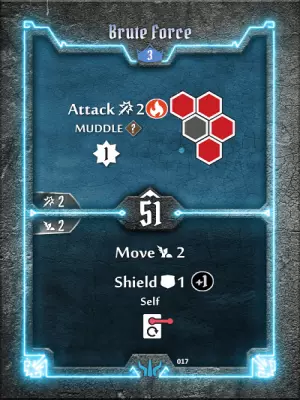 Brute Force
3
Attack 2
MUDDLE ?
1
2
51
2
Move 2
Shield 1 +1
Self
017